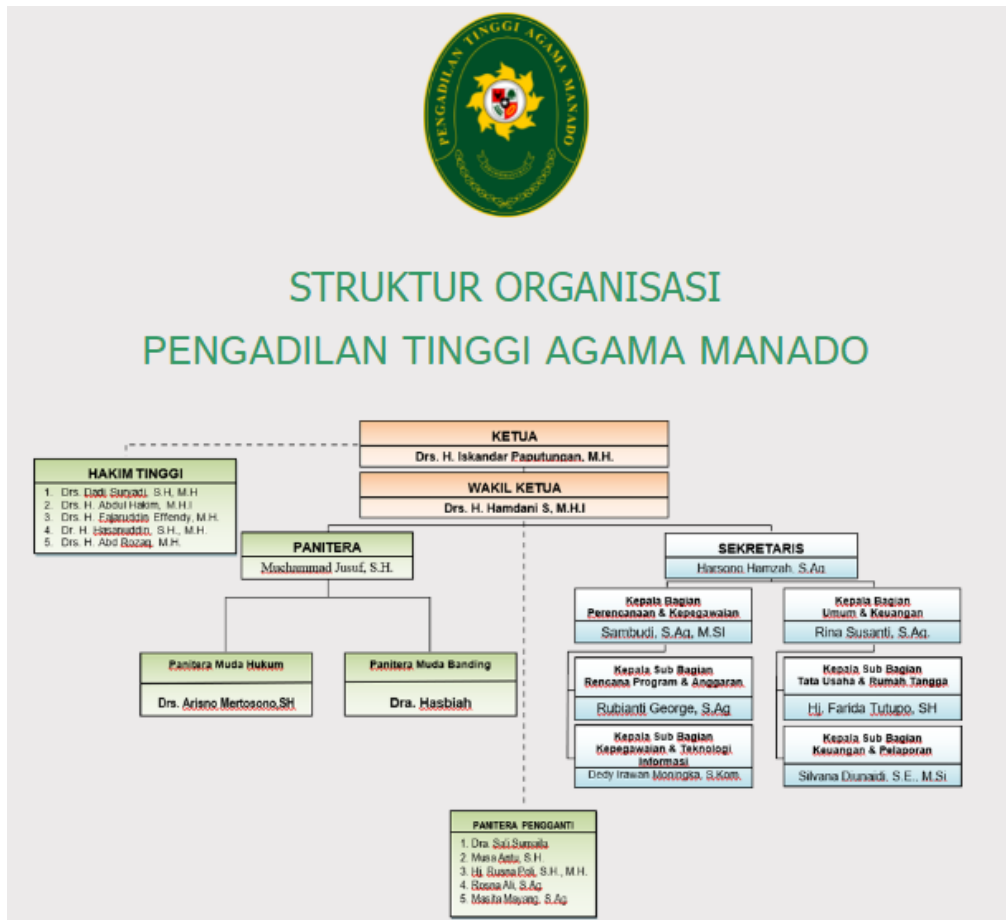 PENGADILAN TINGGI AGAMA MANADO
STRUKTUR ORGANISASI
PENGADILAN TINGGI AGAMA MANADO
KETUA
Drs. H. Iskandar Paputungan, M.H.
WAKIL KETUA
Drs. H. Hamdani S, M.H.I
HAKIM TINGGI
1. Drs. Dadi Suryadi, S.H, M.H
2. Drs. H. Abdul Hakim, M.H.I
3. Drs. H. Fajaruddin Effendy, M.H.
4. Dr. H. Hasanuddin, S.H., M.H.
5. Drs. H. Abd Rozaq, M.H.
PANITERA
Muchammad Jusuf, S.H.
SEKRETARIS
Harsono Hamzah, S.Ag
Panitera Muda Hukum
Drs. Arisno Mertosono,SH
Panitera Muda Banding
Dra. Hasbiah
Kepala Bagian
Perencanaan & Kepegawaian
Sambudi, S.Ag, M.SI
Kepala Bagian
Umum & Keuangan
Rina Susanti, S.Ag.
Kepala Sub Bagian
Rencana Program & Anggaran
Rubianti George, S.Ag
Kepala Sub Bagian
Tata Usaha & Rumah Tangga
Hj. Farida Tutupo, SH
Kepala Sub Bagian
Kepegawaian & Teknologi
Informasi
Dedy Irawan Moningka, S.Kom.
Kepala Sub Bagian
Keuangan & Pelaporan
Silvana Djunaidi, S.E., M.Si
PANITERA PENGGANTI
1. Dra. Sali Sumaila
2. Musa Antu, S.H.
3. Hj. Rusna Poli, S.H., M.H.
4. Rosna Ali, S.Ag
5. Masita Mayang, S.Ag